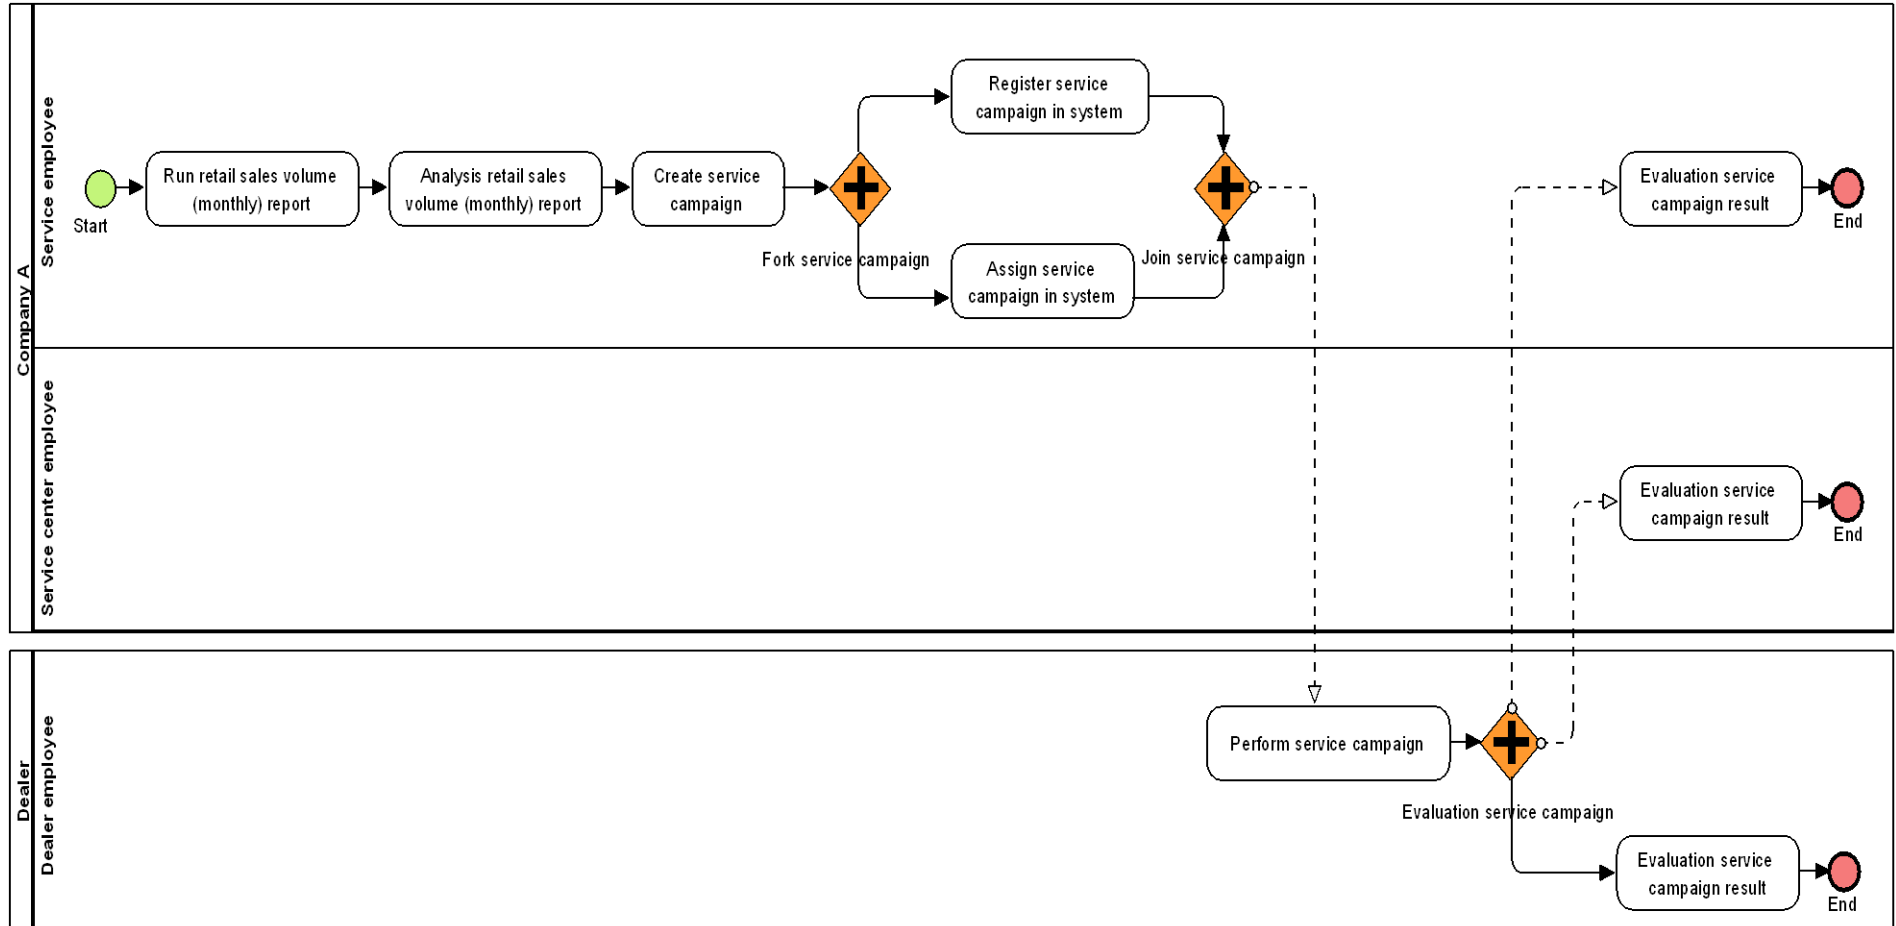 Company A
Service employee
Start
Run retail sales volume
(monthly) report
Analysis retail sales
volume (monthly) report
Create service
campaign
Fork service campaign
Register service
campaign in system
Assign service
campaign in system
Join service campaign
Evaluation service
campaign result
End
Service center employee
Evaluation service
campaign result
End
Dealer
Dealer employee
Perform service campaign
Evaluation service campaign
Evaluation service
campaign result
End